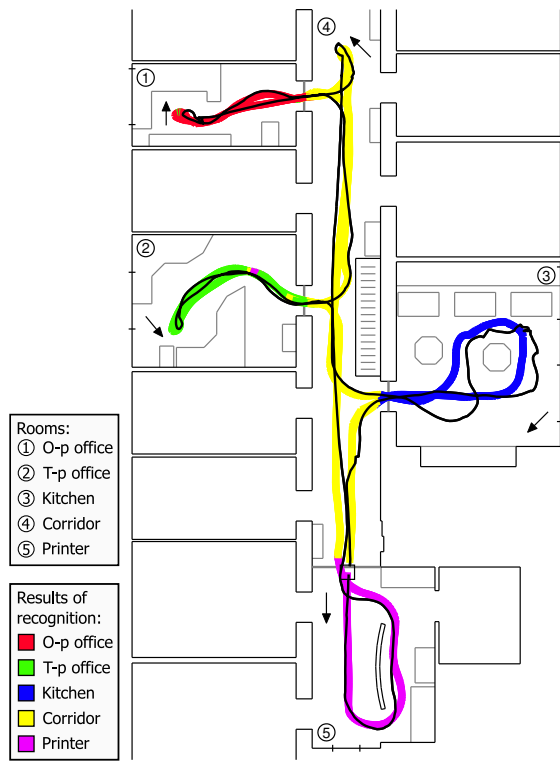 ④
①
②
③
Rooms:
① O-p office
② T-p office
③ Kitchen
④ Corridor
⑤ Printer
Results of
recognition:
O-p office
T-p office
Kitchen
Corridor
Printer
⑤